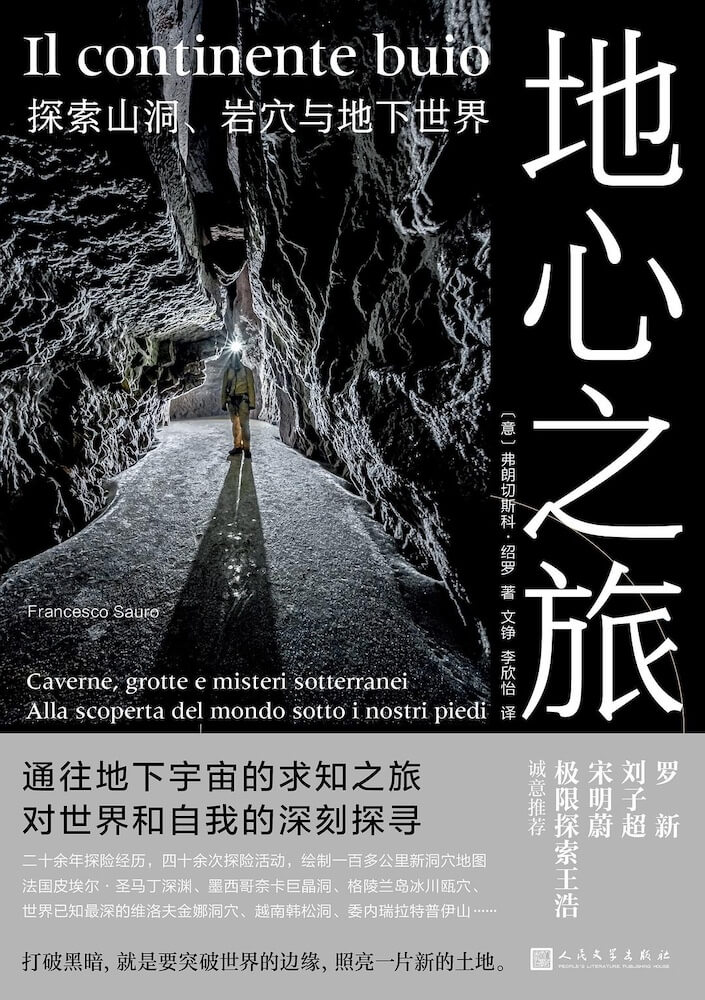 Il continente buio
探索山洞、岩穴与地下世界
地心之旅
〔意〕弗朗切斯科·绍罗 著 文铮 李欣怡 译
Francesco Sauro
Caverne, grotte e misteri sotterranei
Alla scoperta del mondo sotto i nostri piedi
通往地下宇宙的求知之旅
对世界和自我的深刻探寻
二十余年探险经历，四十余次探险活动，绘制一百多公里新洞穴地图
法国皮埃尔·圣马丁深渊、墨西哥奈卡巨晶洞、格陵兰岛冰川瓯穴、
世界已知最深的维洛夫金娜洞穴、越南韩松洞、委内瑞拉特普伊山……
打破黑暗，就是要突破世界的边缘，照亮一片新的土地。
罗新
刘子超
宋明蔚
极限探索王浩
诚意推荐
人民文学出版社
PEOPLE'S LITERATURE PUBLISHING HOUSE